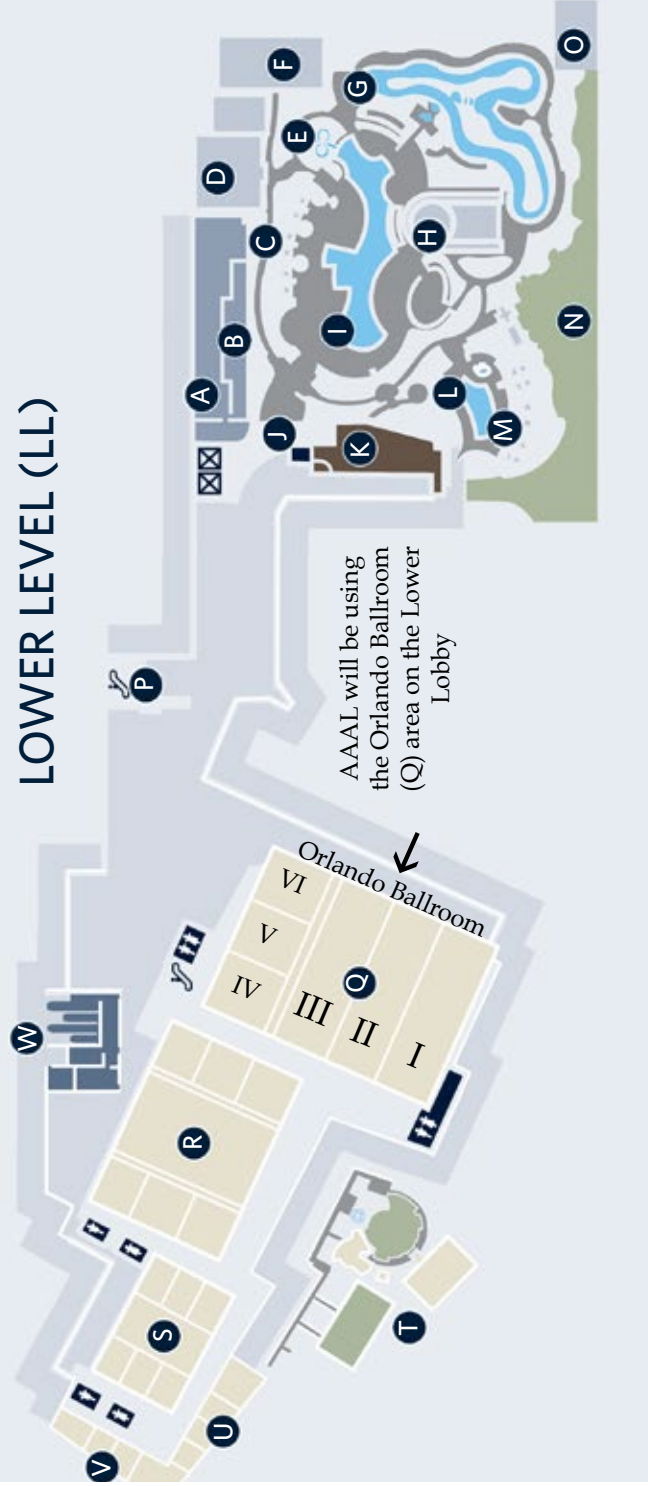 LOWER LEVEL (LL)
A
B
C
D
E
F
G
H
I
J
K
L
M
N
O
P
AAAL will be using
the Orlando Ballroom
(Q) area on the Lower
Lobby
Orlando Ballroom
VI
V
IV
III
II
I
Q
R
S
T
U
V
W